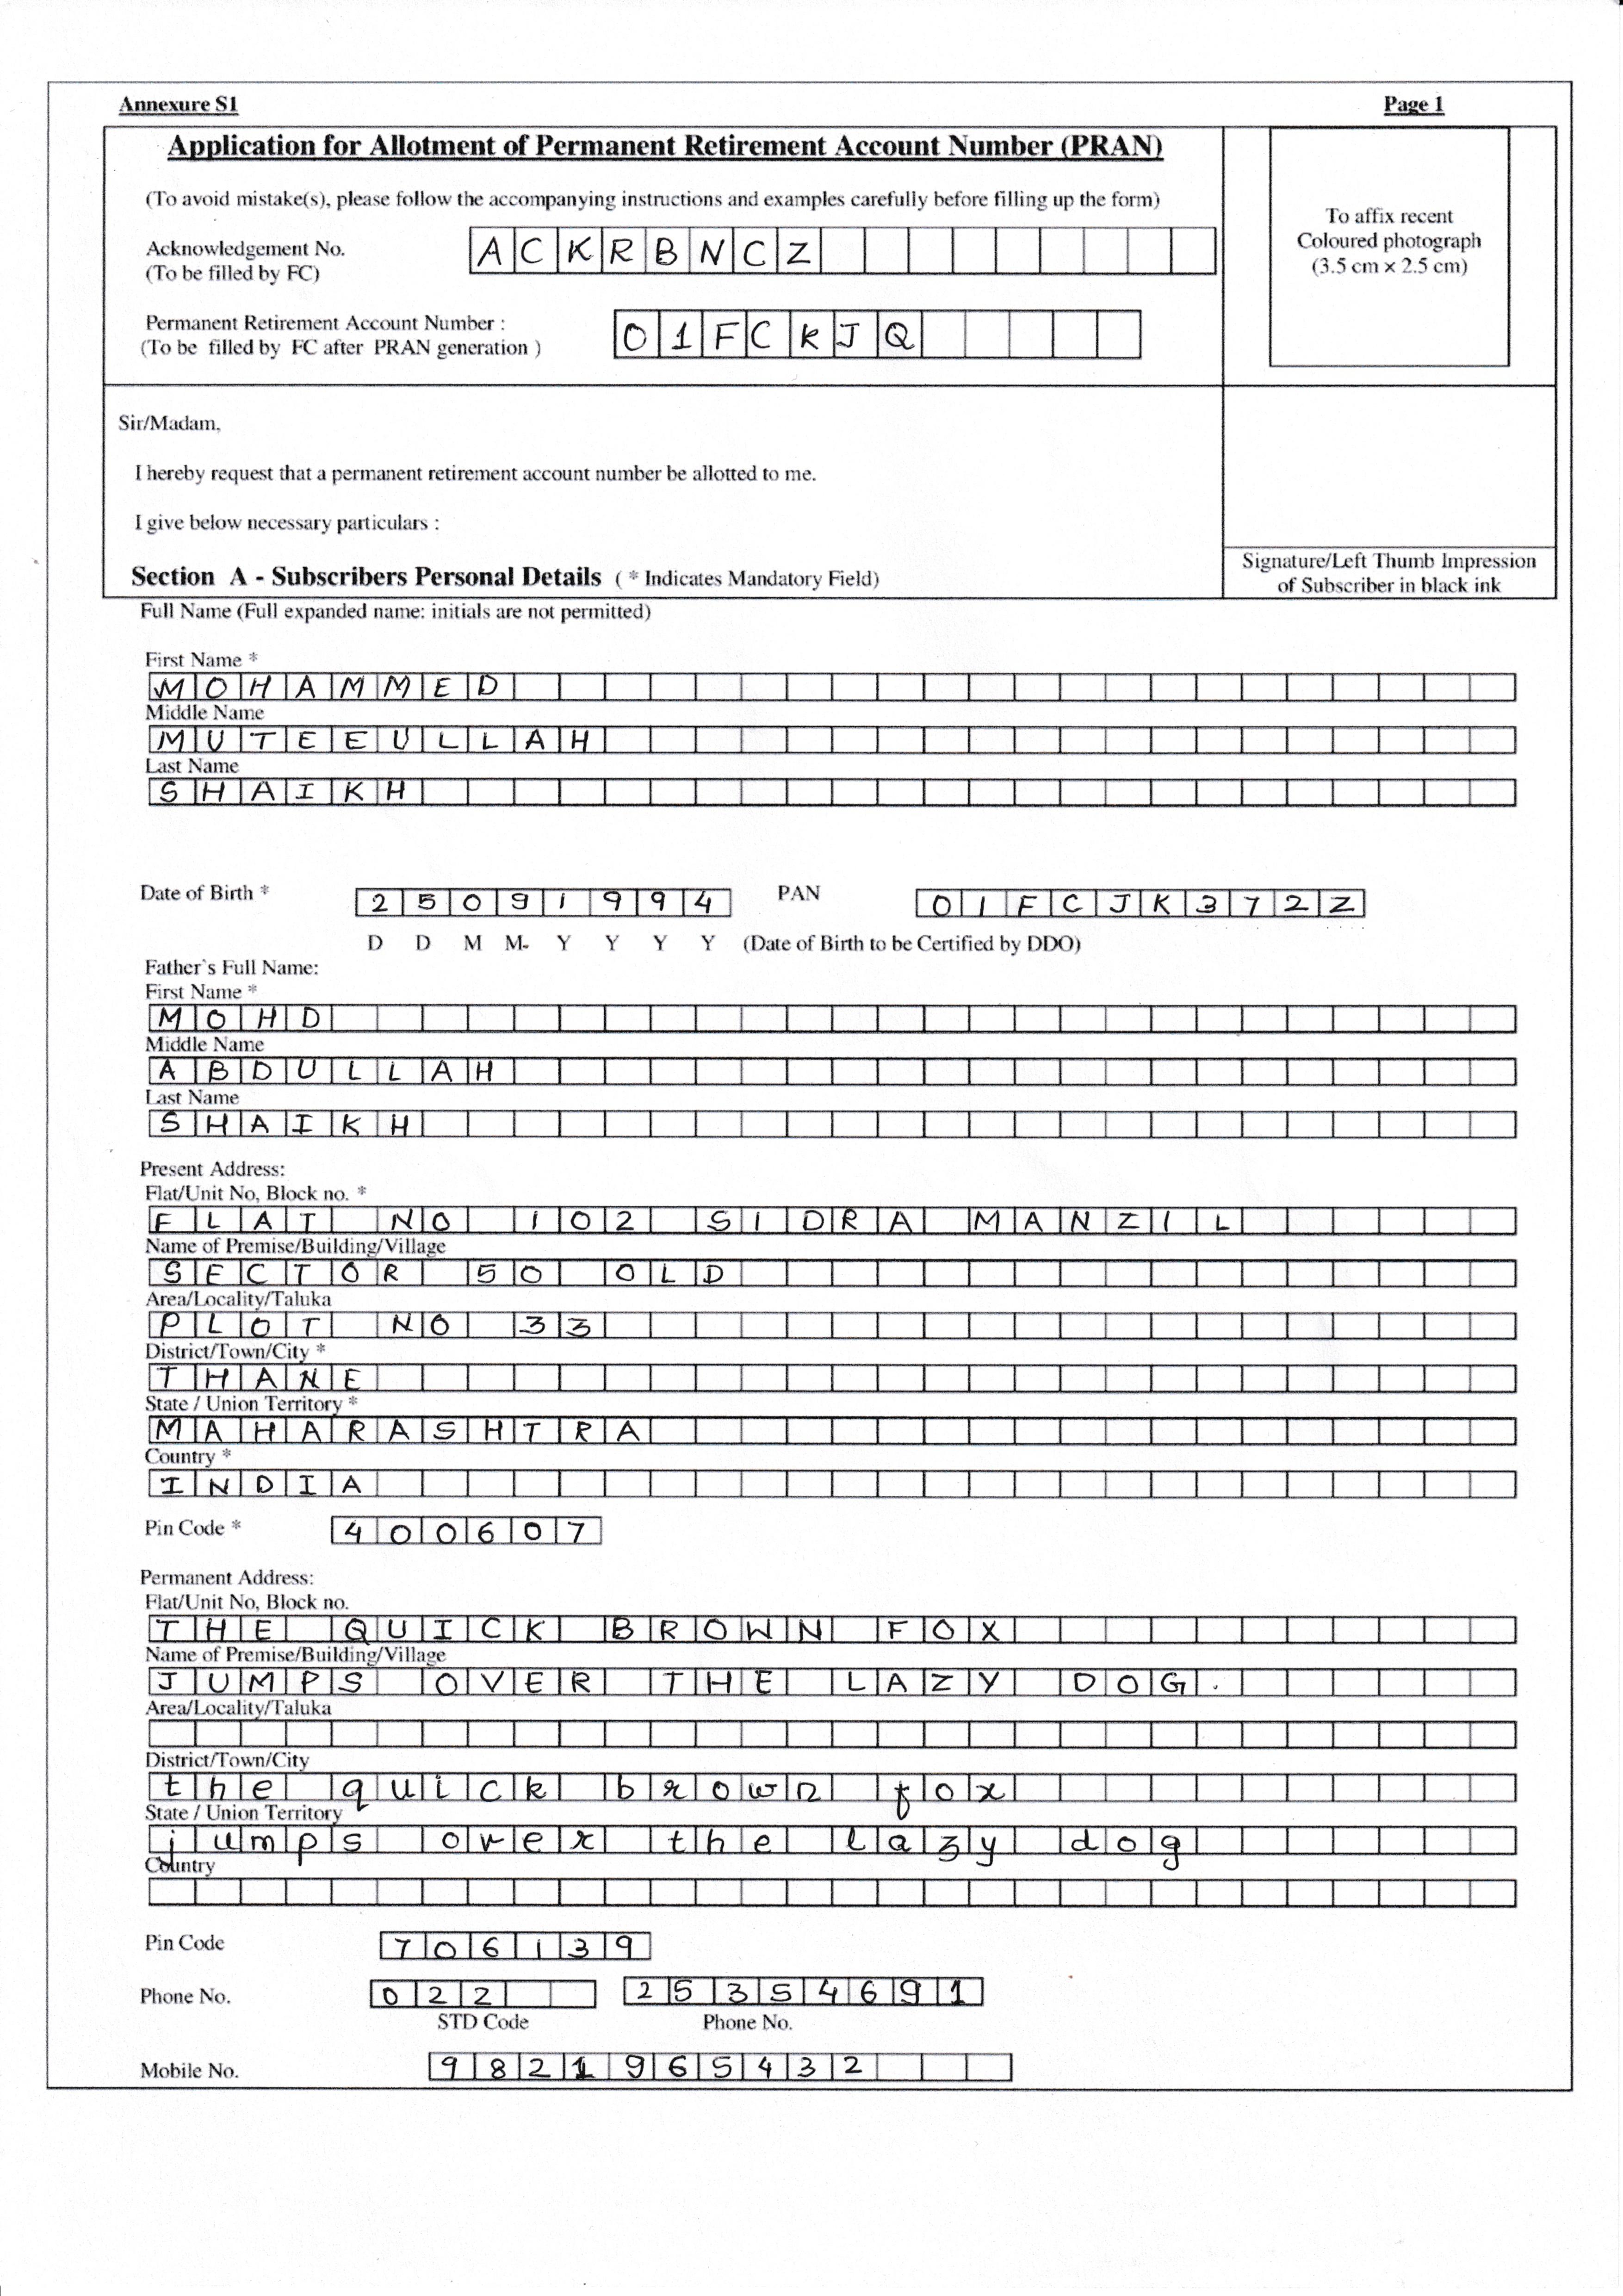 Annexure S1 Page 1
Application for Allotment of Permanent Retirement Account Number (PRAN)
(To avoid mistake(s), please follow the accompanying instructions and examples carefully before filling up the form)
To affix recent
Coloured photograph
(3.5 cm x 2.5 cm)
Acknowledgement No. ACKRBNCZ
(To be filled by FC)
Permanent Retirement Account Number : 01FCKJQ
(To be filled by FC after PRAN generation )
Sir/Madam,
I hereby request that a permanent retirement account number be allotted to me.
I give below necessary particulars :
Signature/Left Thumb Impression
of Subscriber in black ink
Section A - Subscribers Personal Details ( * Indicates Mandatory Field)
Full Name (Full expanded name: initials are not permitted)
First Name *
MOHAMMED
Middle Name
MUTEEULLAH
Last Name
SHAIKH
Date of Birth * 25091994 PAN 01FCJK372Z
D D M M Y Y Y Y (Date of Birth to be Certified by DDO)
Father`s Full Name:
First Name *
MOHD
Middle Name
ABDULLAH
Last Name
SHAIKH
Present Address:
Flat/Unit No, Block no. *
FLAT NO 102 SIDRA MANZIL
Name of Premise/Building/Village
SECTOR 50 OLD
Area/Locality/Taluka
PLOT NO 33
District/Town/City *
THANE
State / Union Territory *
MAHARASHTRA
Country *
INDIA
Pin Code * 400607
Permanent Address:
Flat/Unit No, Block no.
THE QUICK BROWN FOX
Name of Premise/Building/Village
JUMPS OVER THE LAZY DOG.
Area/Locality/Taluka
District/Town/City
the quick brown fox
State / Union Territory
jumps over the lazy dog
Country
Pin Code 706139
Phone No. 022 25354691
STD Code Phone No.
Mobile No. 9821965432